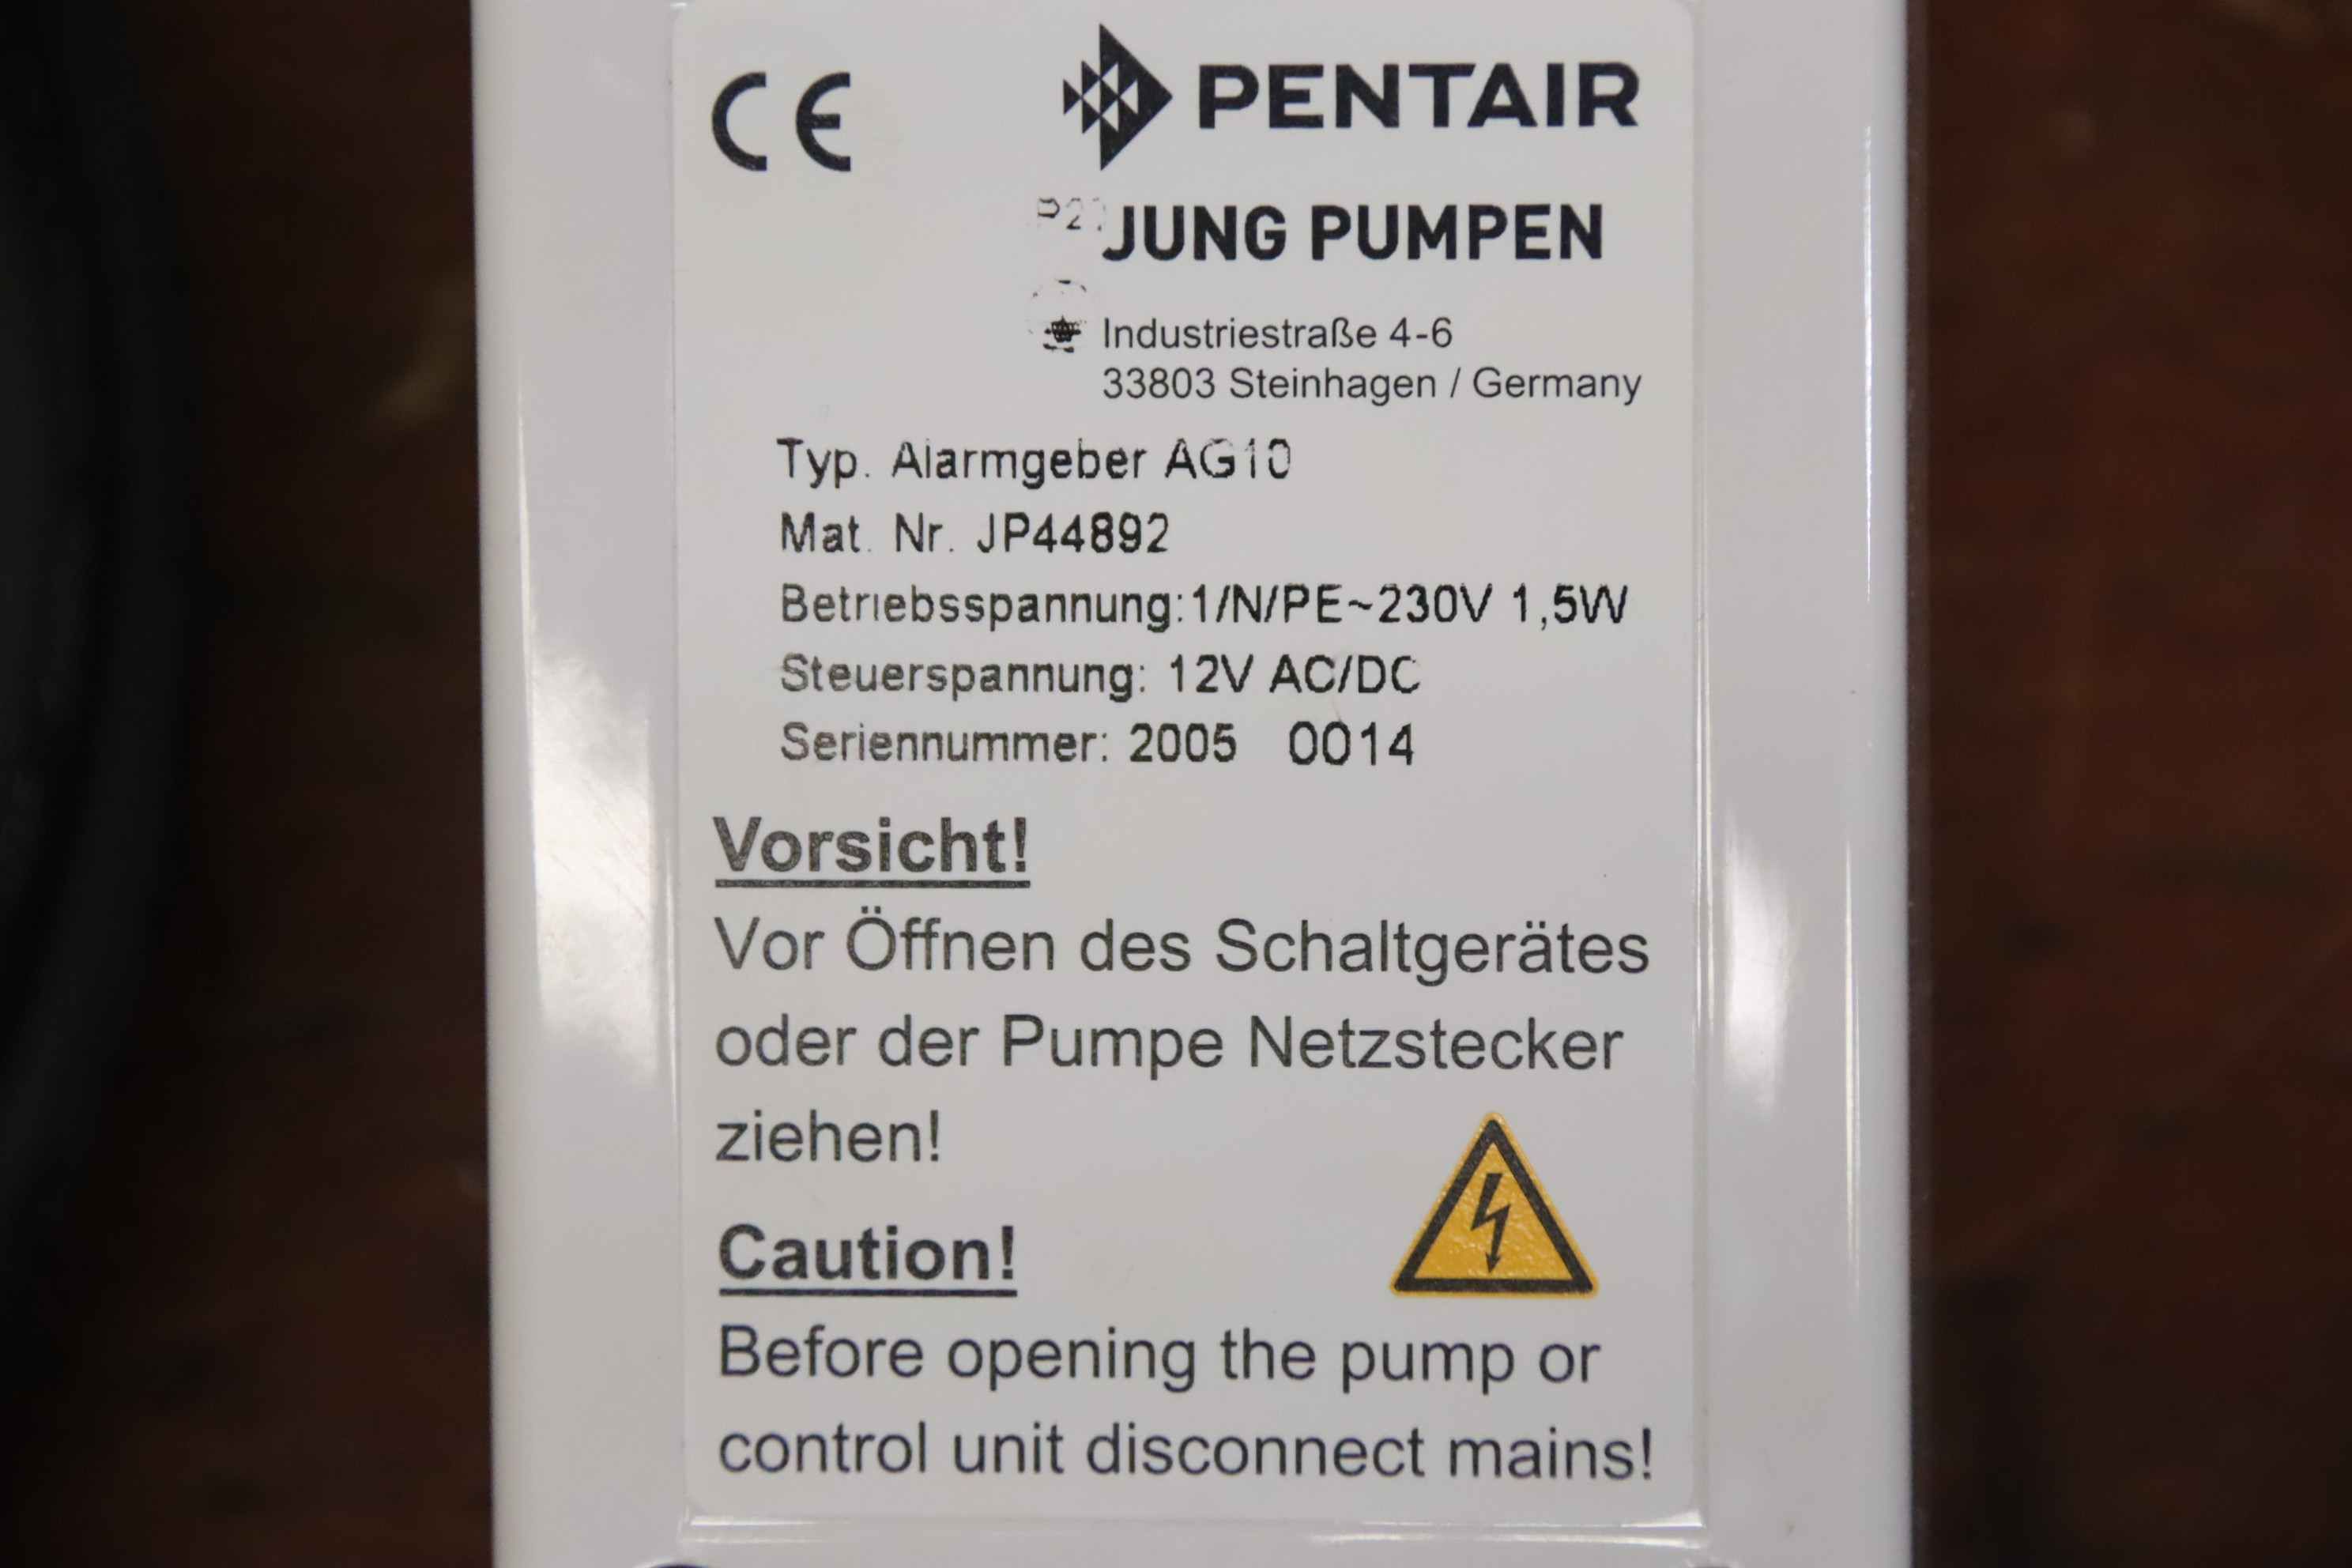 CE
PENTAIR
JUNG PUMPEN
Industriestraße 4-6
33803 Steinhagen / Germany
Typ. Alarmgeber AG10
Mat. Nr. JP44892
Betriebsspannung:1/N/PE~230V 1,5W
Steuerspannung: 12V AC/DC
Seriennummer: 2005 0014
Vorsicht!
Vor Öffnen des Schaltgerätes
oder der Pumpe Netzstecker
ziehen!
Caution!
Before opening the pump or
control unit disconnect mains!